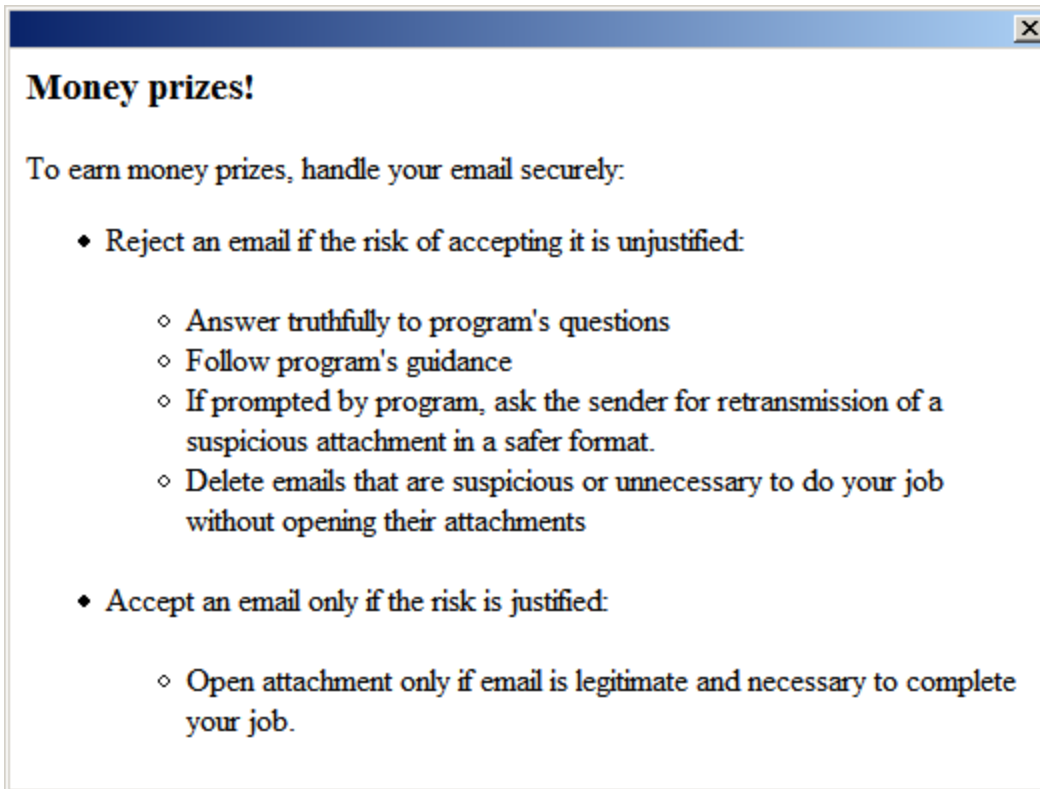 Money prizes!
To earn money prizes, handle your email securely:
Reject an email if the risk of accepting it is unjustified:
Answer truthfully to program's questions
Follow program's guidance
If prompted by program, ask the sender for retransmission of a
suspicious attachment in a safer format.
Delete emails that are suspicious or unnecessary to do your job
without opening their attachments
Accept an email only if the risk is justified:
Open attachment only if email is legitimate and necessary to complete
your job.